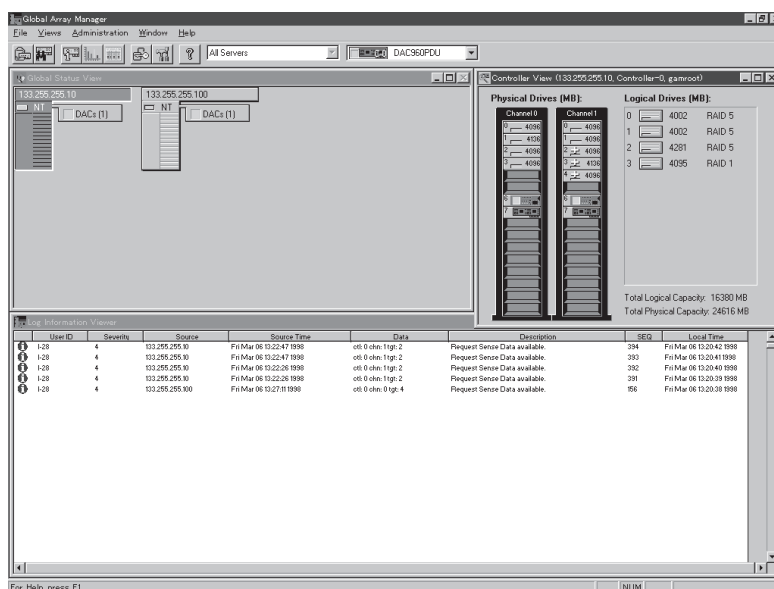 Global Array Manager
File Views Administration Window Help
All Servers
DAC960PDU
Global Status View
133.255.255.10
NT
DACs (1)
133.255.255.100
NT
DACs (1)
Controller View (133.255.255.10, Controller-0, gamroot)
Physical Drives (MB):
Channel 0
0 4096
1 4136
2 4096
3 4096
6
7
Channel 1
0 4096
1 4096
2 4096
3 4136
4 4096
6
7
Logical Drives (MB):
0 4002 RAID 5
1 4002 RAID 5
2 4281 RAID 5
3 4095 RAID 1
Total Logical Capacity: 16380 MB
Total Physical Capacity: 24616 MB
Log Information Viewer
User ID Severity Source Source Time Data Description SEQ Local Time
I-28 4 133.255.255.10 Fri Mar 06 13:22:47 1998 ctl: 0 chn: 1 tgt: 2 Request Sense Data available. 394 Fri Mar 06 13:20:42 1998
I-28 4 133.255.255.10 Fri Mar 06 13:22:47 1998 ctl: 0 chn: 1 tgt: 2 Request Sense Data available. 393 Fri Mar 06 13:20:41 1998
I-28 4 133.255.255.10 Fri Mar 06 13:22:26 1998 ctl: 0 chn: 1 tgt: 2 Request Sense Data available. 392 Fri Mar 06 13:20:40 1998
I-28 4 133.255.255.10 Fri Mar 06 13:22:26 1998 ctl: 0 chn: 1 tgt: 2 Request Sense Data available. 391 Fri Mar 06 13:20:39 1998
I-28 4 133.255.255.100 Fri Mar 06 13:27:11 1998 ctl: 0 chn: 0 tgt: 4 Request Sense Data available. 156 Fri Mar 06 13:20:38 1998
For Help, press F1
NUM